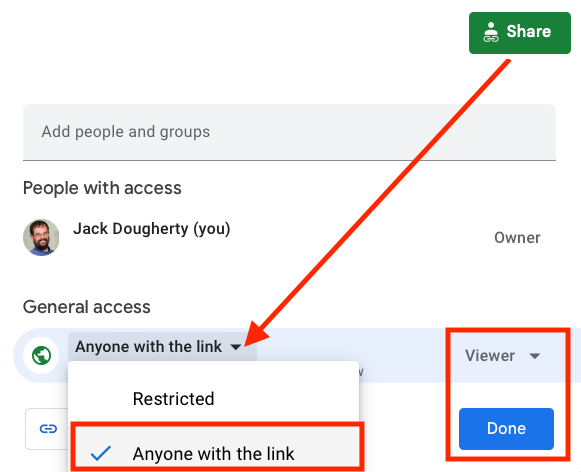 Share
Add people and groups
People with access
Jack Dougherty (you)
Owner
General access
Anyone with the link
Viewer
Restricted
Done
Anyone with the link